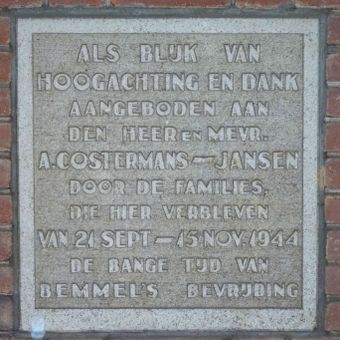 ALS BLIJK VAN
HOOGACHTING EN DANK
AANGEBODEN AAN
DEN HEER EN MEVR.
A. COSTERMANS — JANSEN
DOOR DE FAMILIES,
DIE HIER VERBLEVEN
VAN 21 SEPT — 15 NOV. 1944
DE BANGE TIJD VAN
BEMMEL'S BEVRIJDING